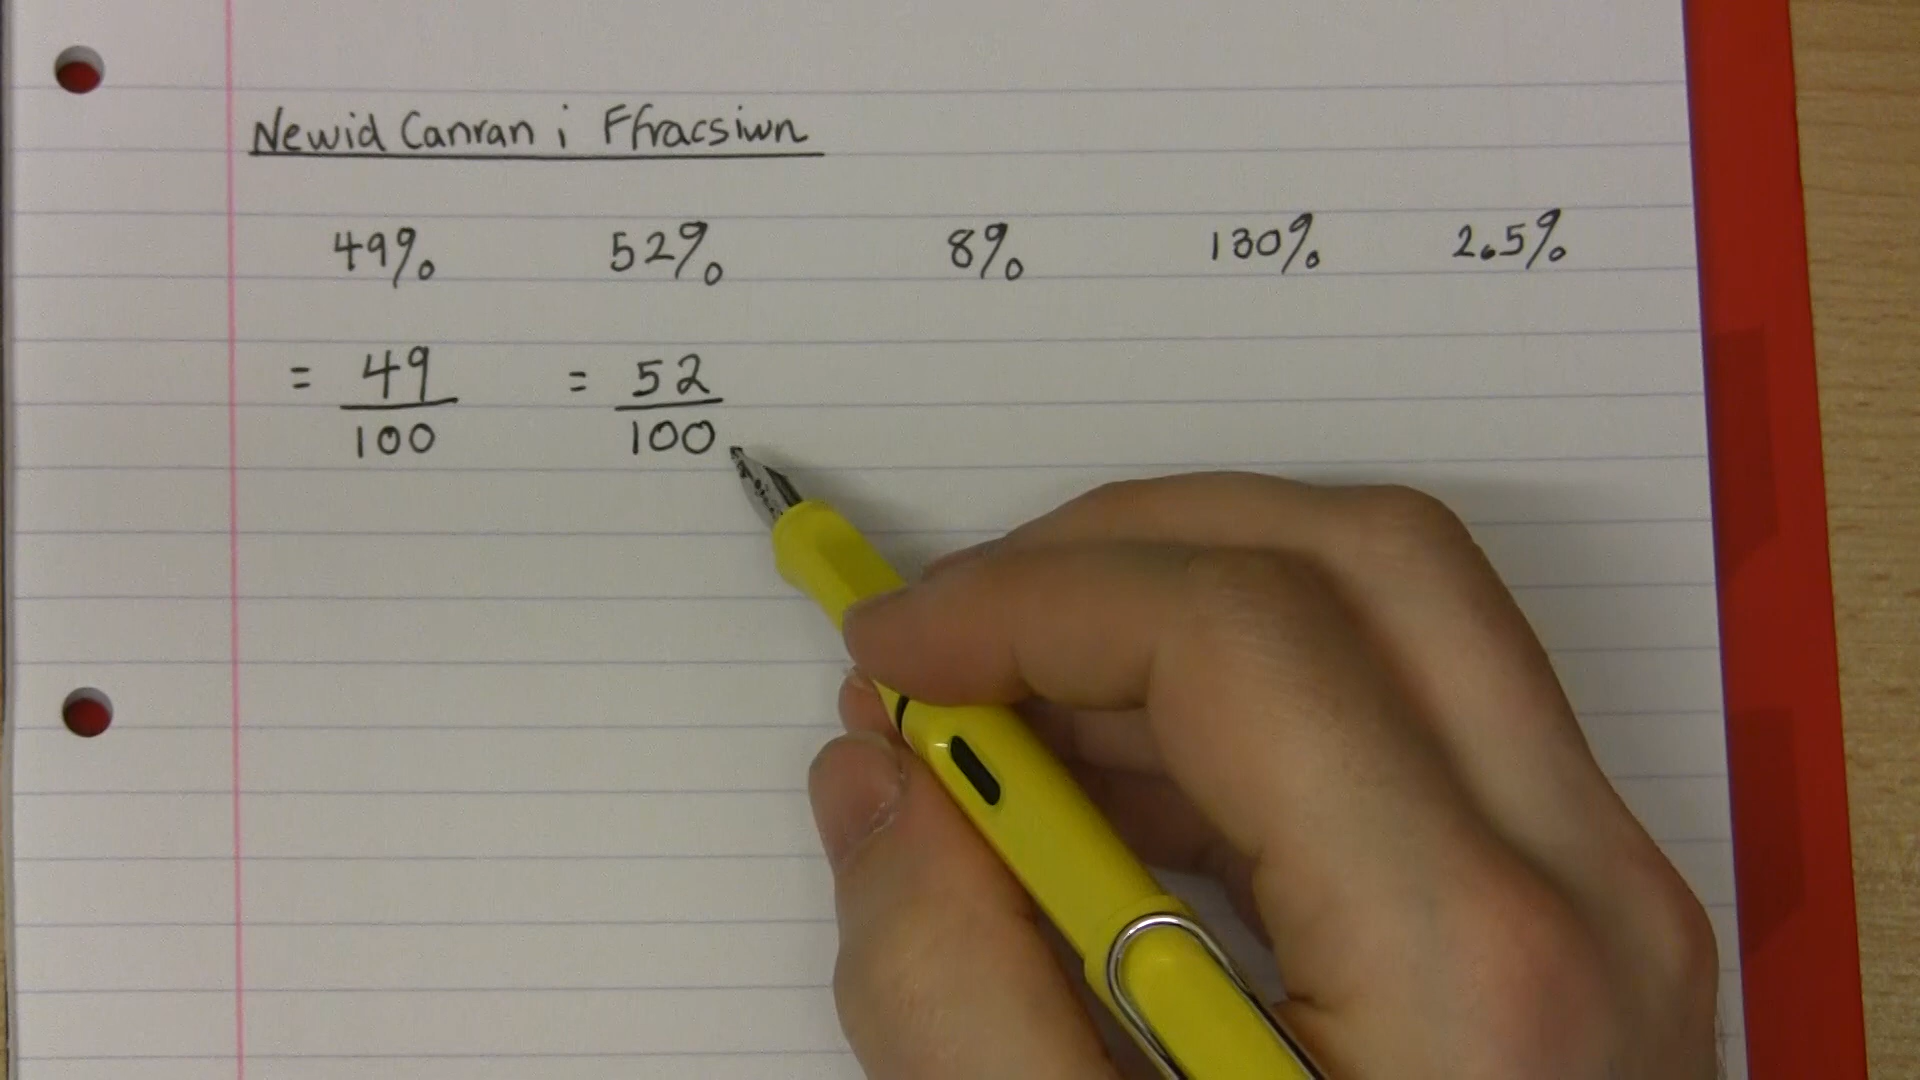 Newid Canran i Ffracsiwn
49% 52% 8% 130% 2.5%
= 49/100 = 52/100